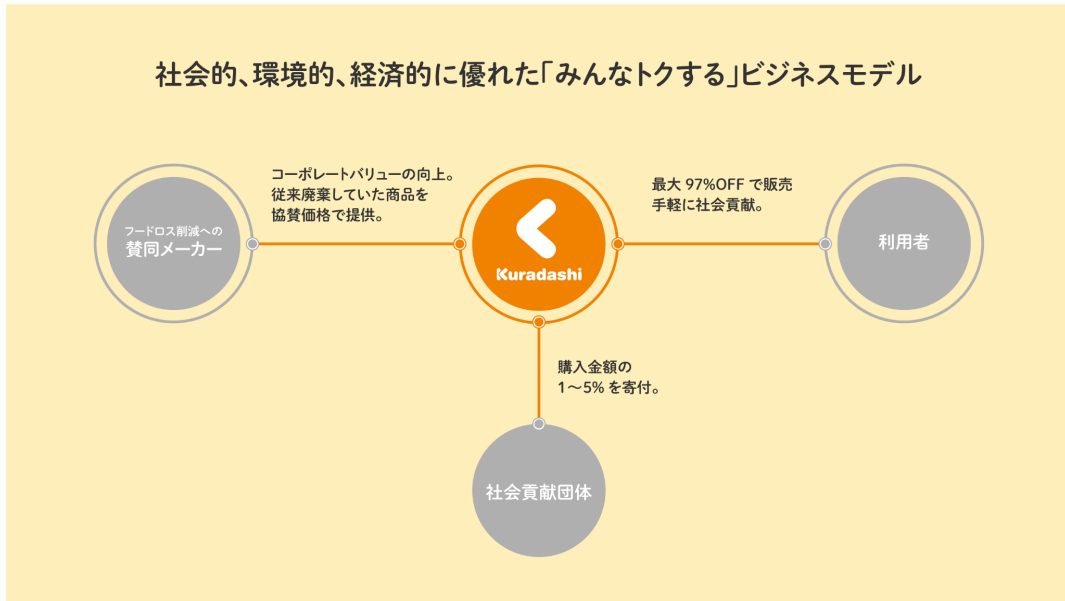 社会的、環境的、経済的に優れた「みんなトクする」ビジネスモデル
コーポレートバリューの向上。
従来廃棄していた商品を
協賛価格で提供。
最大 97%OFF で販売
手軽に社会貢献。
フードロス削減への
賛同メーカー
Kuradashi
利用者
購入金額の
1〜5% を寄付。
社会貢献団体